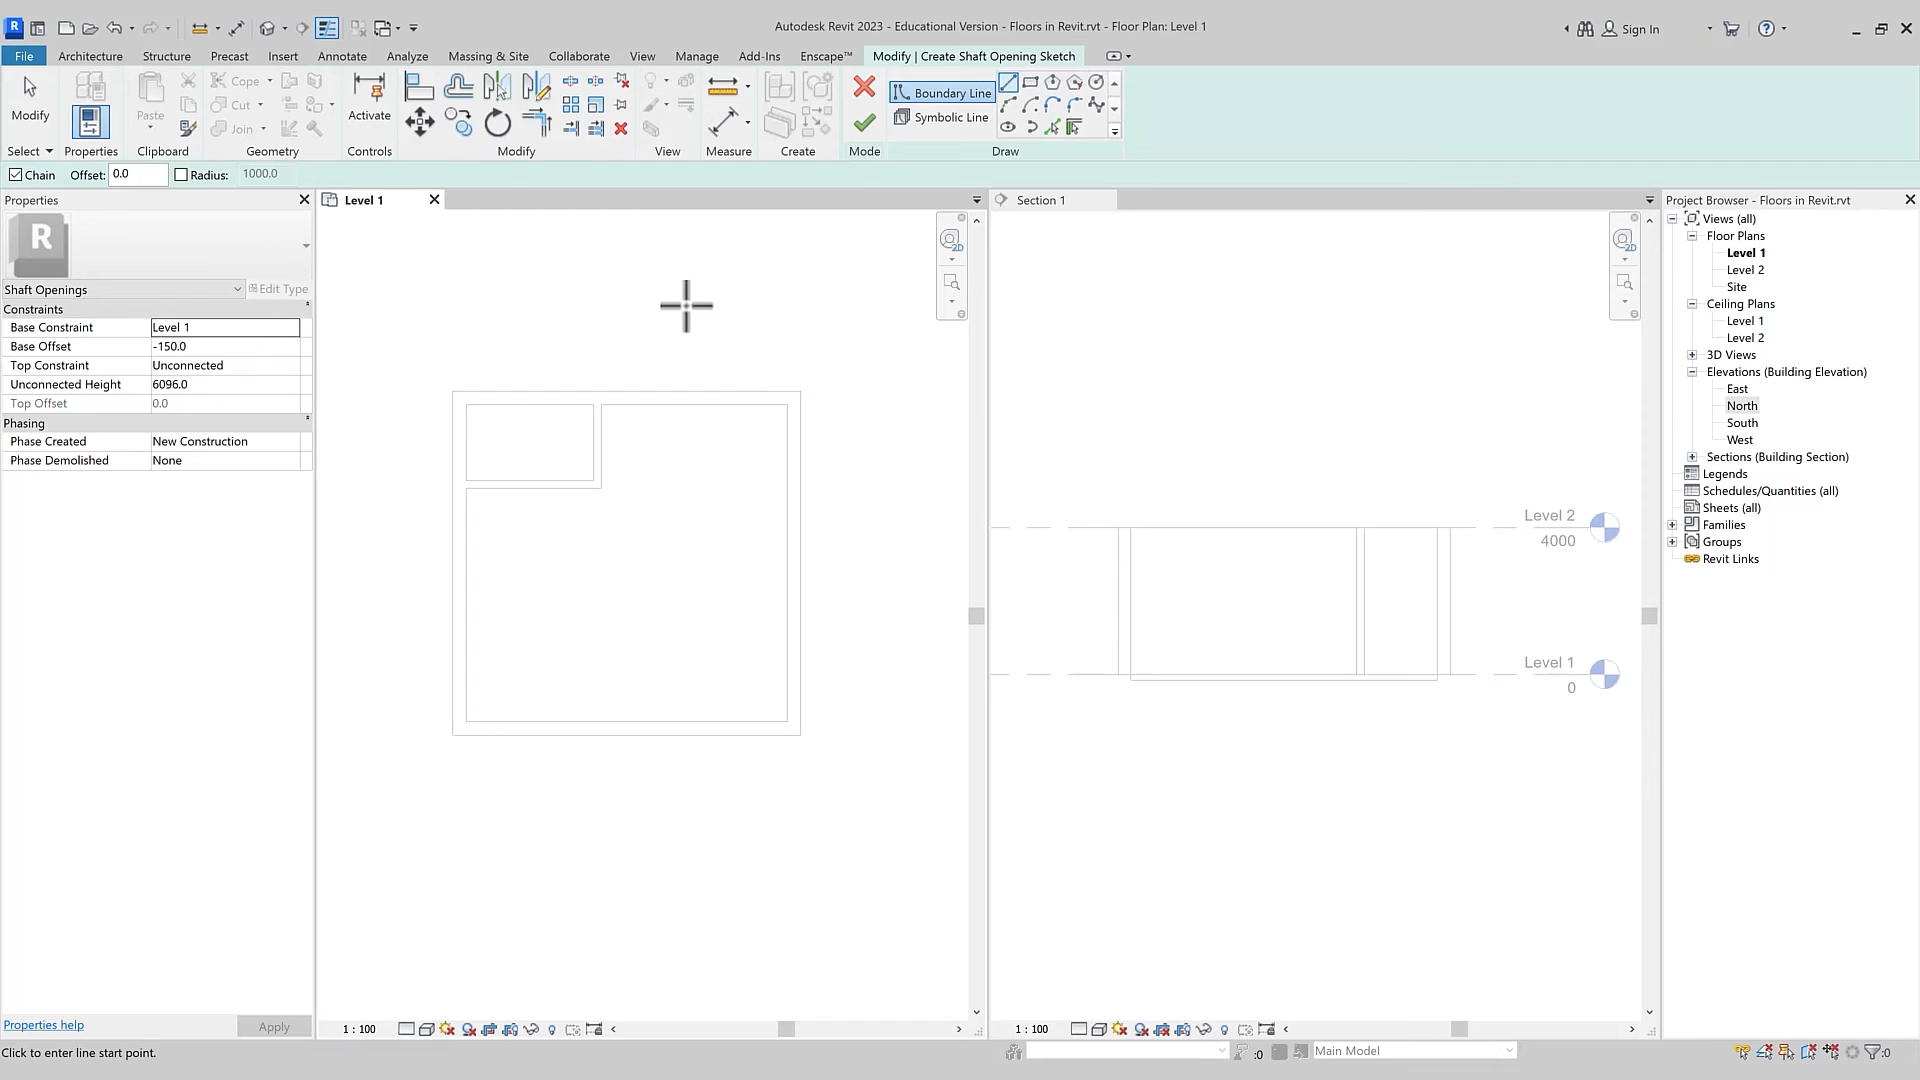 Autodesk Revit 2023 - Educational Version - Floors in Revit.rvt - Floor Plan: Level 1
Sign In
File
Architecture
Structure
Precast
Insert
Annotate
Analyze
Massing & Site
Collaborate
View
Manage
Add-Ins
Enscape™
Modify | Create Shaft Opening Sketch
Modify
Paste
Cope
Cut
Join
Activate
Boundary Line
Symbolic Line
Select
Properties
Clipboard
Geometry
Controls
Modify
View
Measure
Create
Mode
Draw
Chain
Offset: 0.0
Radius: 1000.0
Properties
R
Shaft Openings
Edit Type
Constraints
Base Constraint Level 1
Base Offset -150.0
Top Constraint Unconnected
Unconnected Height 6096.0
Top Offset 0.0
Phasing
Phase Created New Construction
Phase Demolished None
Properties help
Apply
Level 1
2D
1 : 100
Section 1
2D
Level 2
4000
Level 1
0
1 : 100
Project Browser - Floors in Revit.rvt
Views (all)
Floor Plans
Level 1
Level 2
Site
Ceiling Plans
Level 1
Level 2
3D Views
Elevations (Building Elevation)
East
North
South
West
Sections (Building Section)
Legends
Schedules/Quantities (all)
Sheets (all)
Families
Groups
Revit Links
Click to enter line start point.
:0
Main Model
:0